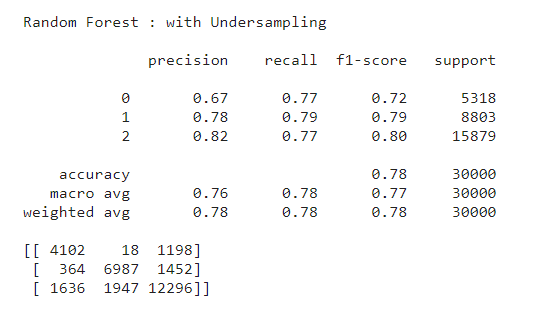 Random Forest : with Undersampling
precision recall f1-score support
0 0.67 0.77 0.72 5318
1 0.78 0.79 0.79 8803
2 0.82 0.77 0.80 15879
accuracy 0.78 30000
macro avg 0.76 0.78 0.77 30000
weighted avg 0.78 0.78 0.78 30000
[[ 4102 18 1198]
[ 364 6987 1452]
[ 1636 1947 12296]]